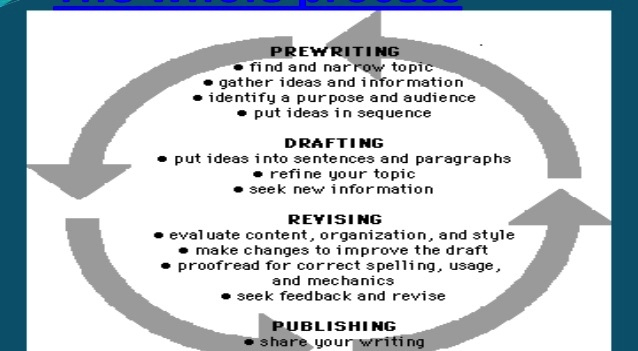 The whole process
PREWRITING
• find and narrow topic
• gather ideas and information
• identify a purpose and audience
• put ideas in sequence
DRAFTING
• put ideas into sentences and paragraphs
• refine your topic
• seek new information
REVISING
• evaluate content, organization, and style
• make changes to improve the draft
• proofread for correct spelling, usage,
and mechanics
• seek feedback and revise
PUBLISHING
• share your writing